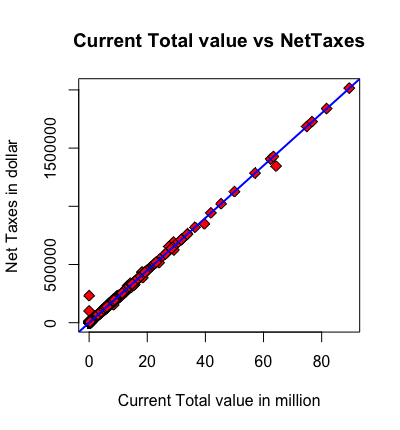 Current Total value vs NetTaxes
Net Taxes in dollar
1500000
500000
0
0 20 40 60 80
Current Total value in million